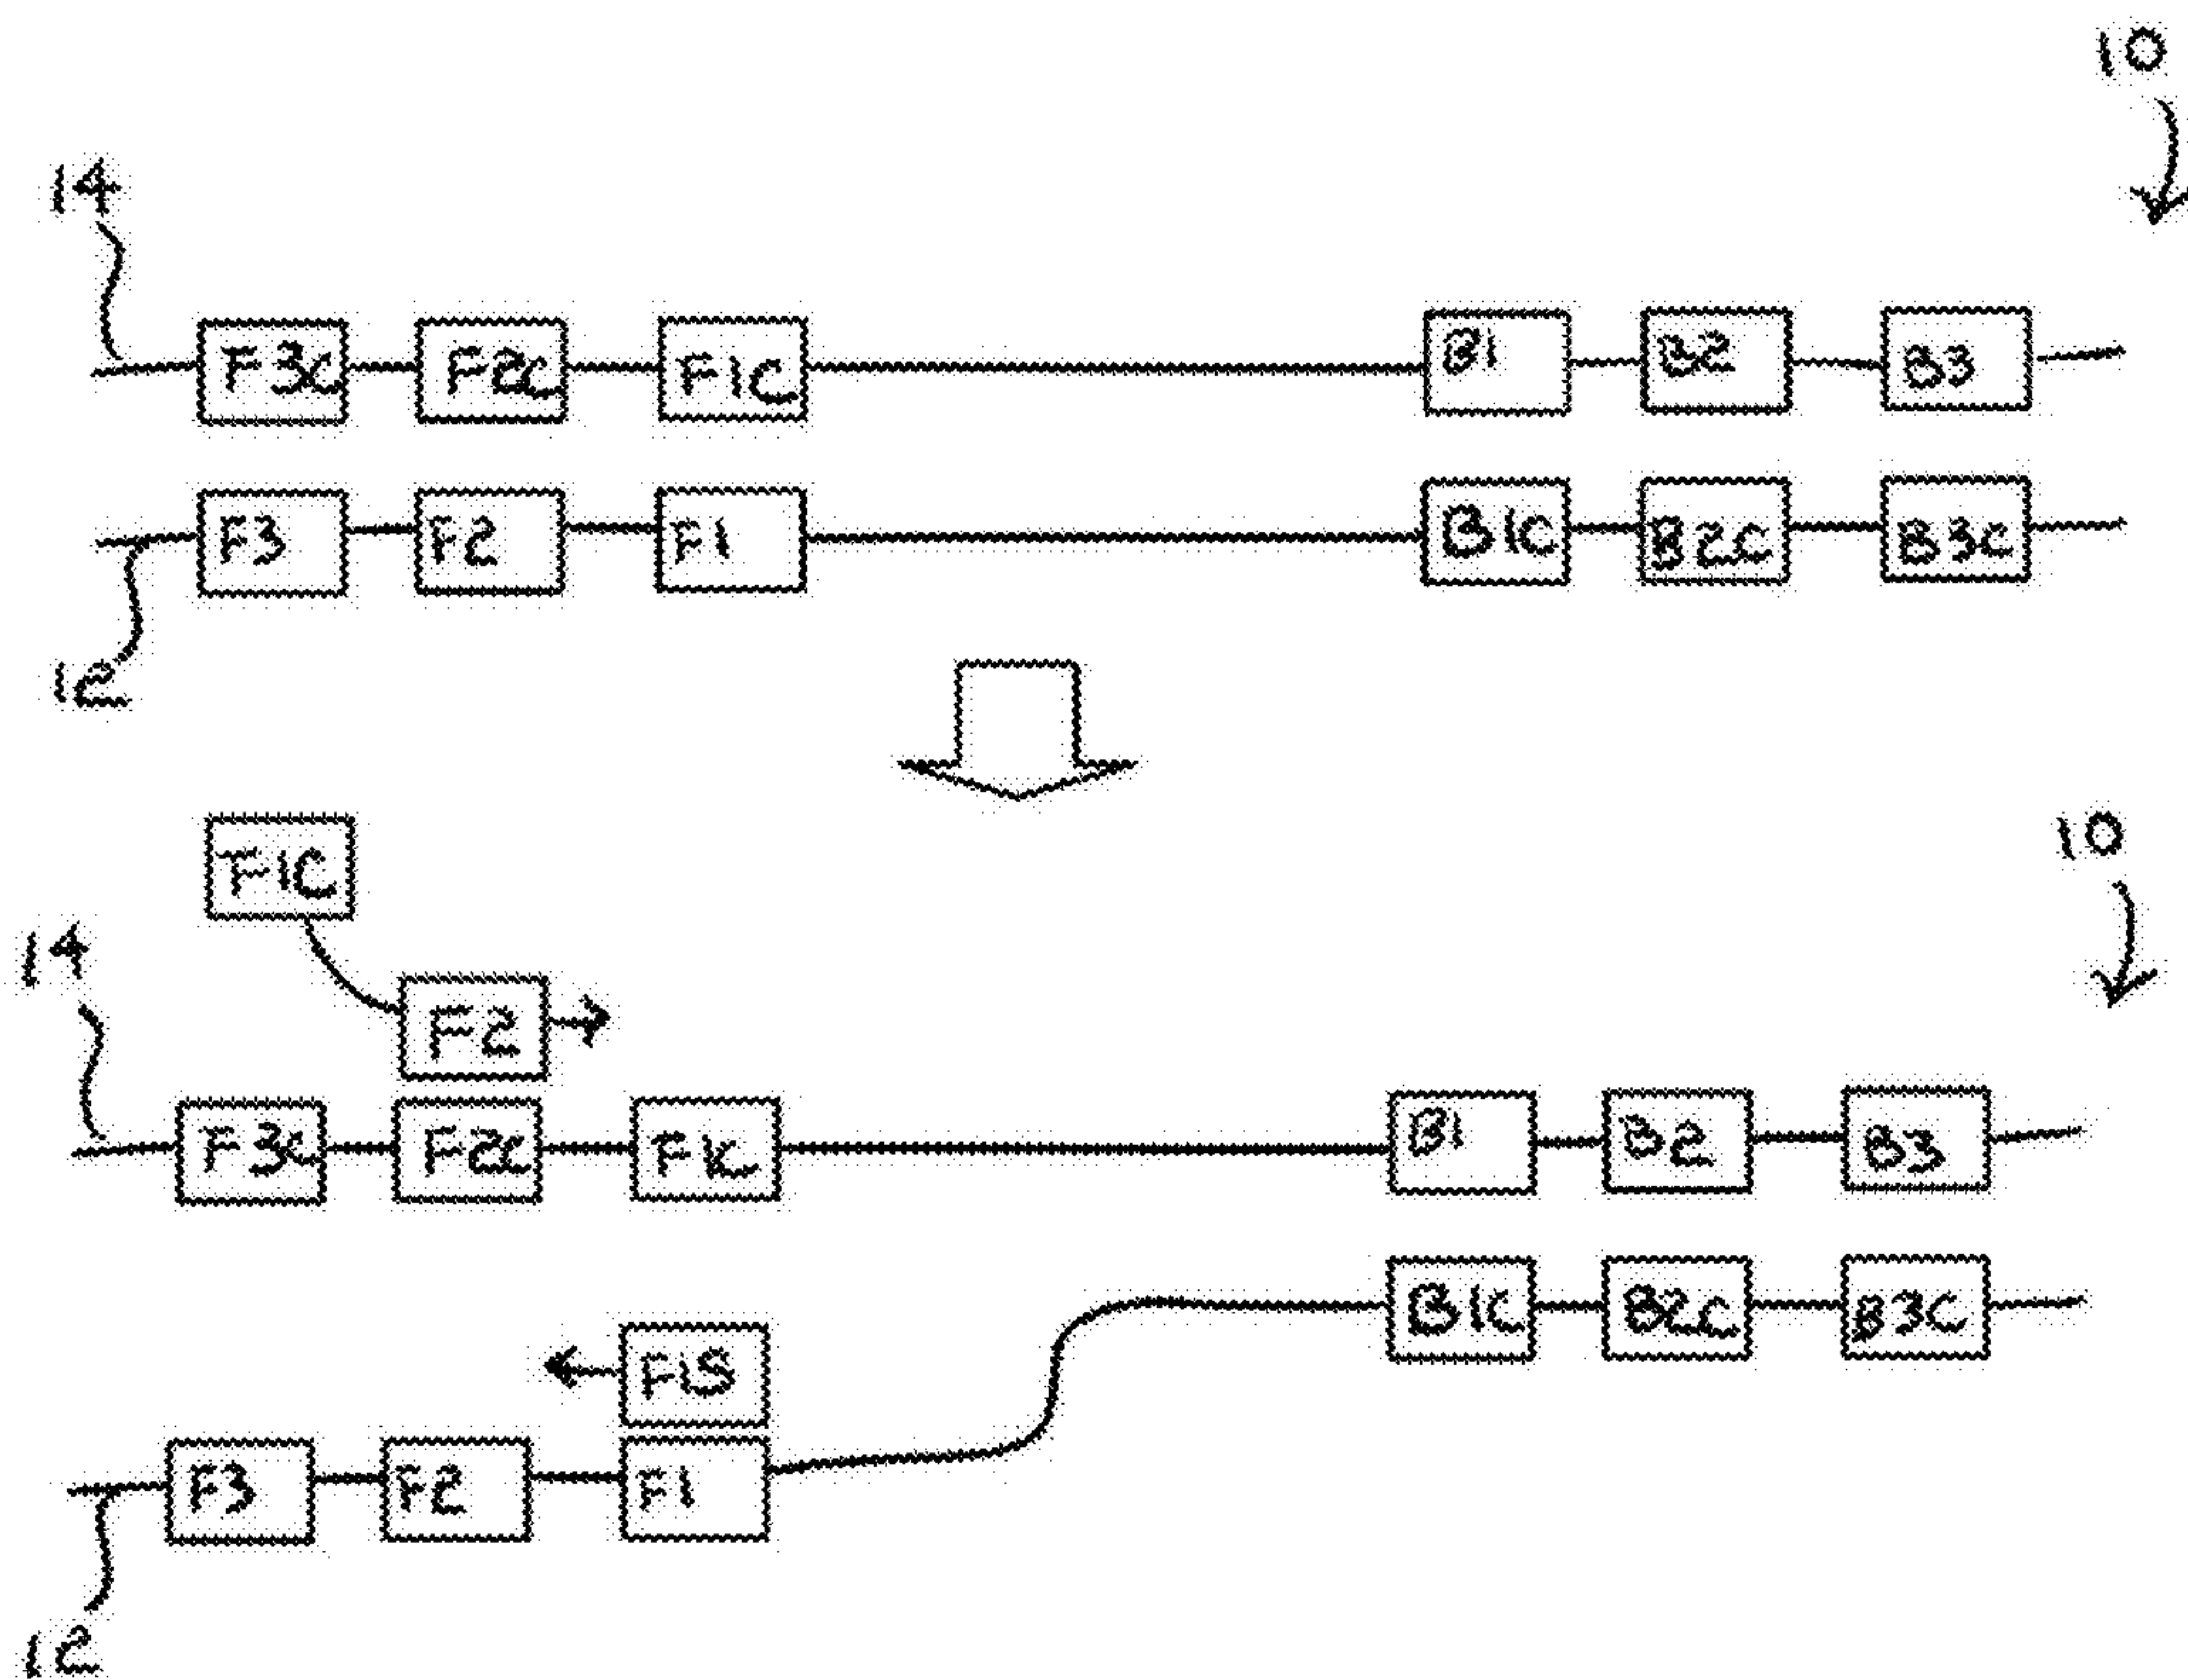 10
14
F3c F2c F1c B1 B2 B3
F3 F2 F1 B1c B2c B3c
12
F1c
10
14
F2
F3c F2c F1c B1 B2 B3
B1c B2c B3c
F1S
F3 F2 F1
12